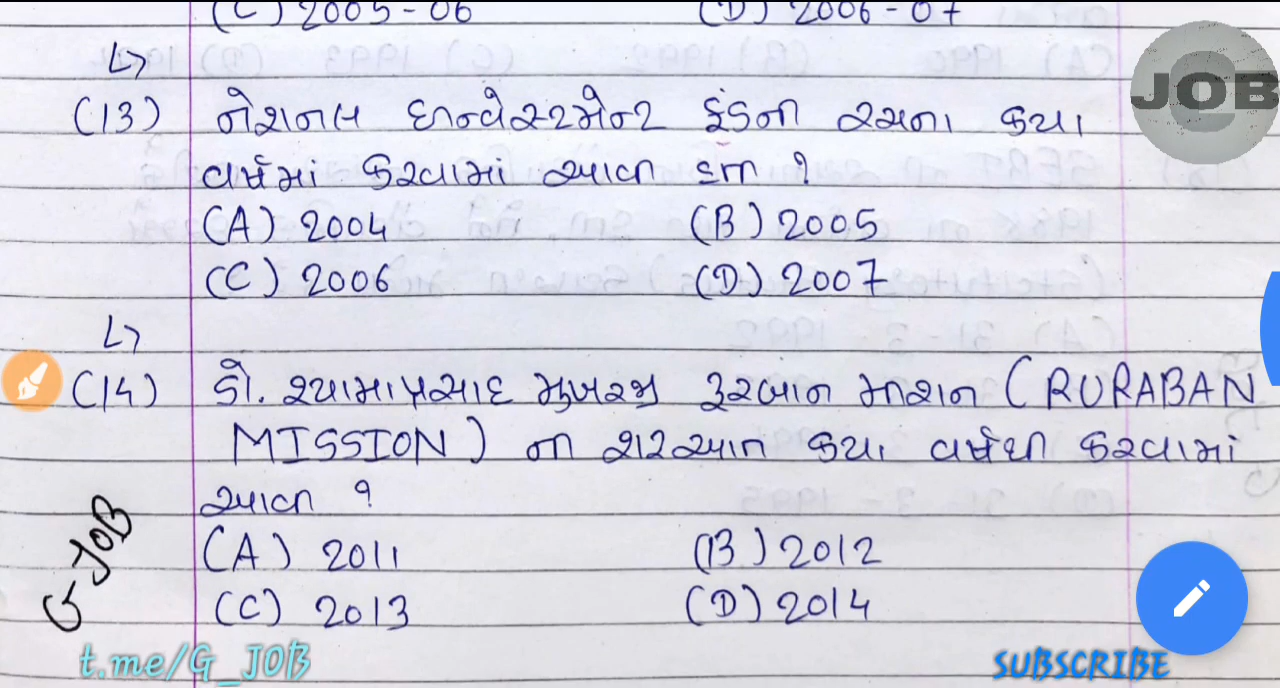 (C) 2005-06 (D) 2006-07
(13) નેશનલ ઇન્વેસ્ટમેન્ટ ફંડની રચના કયા
વર્ષમાં કરવામાં આવી હતી ?
(A) 2004 (B) 2005
(C) 2006 (D) 2007
(14) ડો. શ્યામાપ્રસાદ મુખરજી રૂરબાન મીશન (RURABAN
MISSION) ની શરૂઆત કયા વર્ષથી કરવામાં
આવી ?
(A) 2011 (B) 2012
(C) 2013 (D) 2014
G JOB
JOB
t.me/G_JOB
SUBSCRIBE